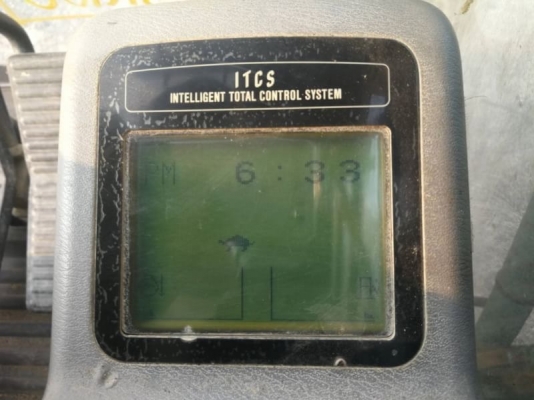 ITCS
INTELLIGENT TOTAL CONTROL SYSTEM
PM 6:33